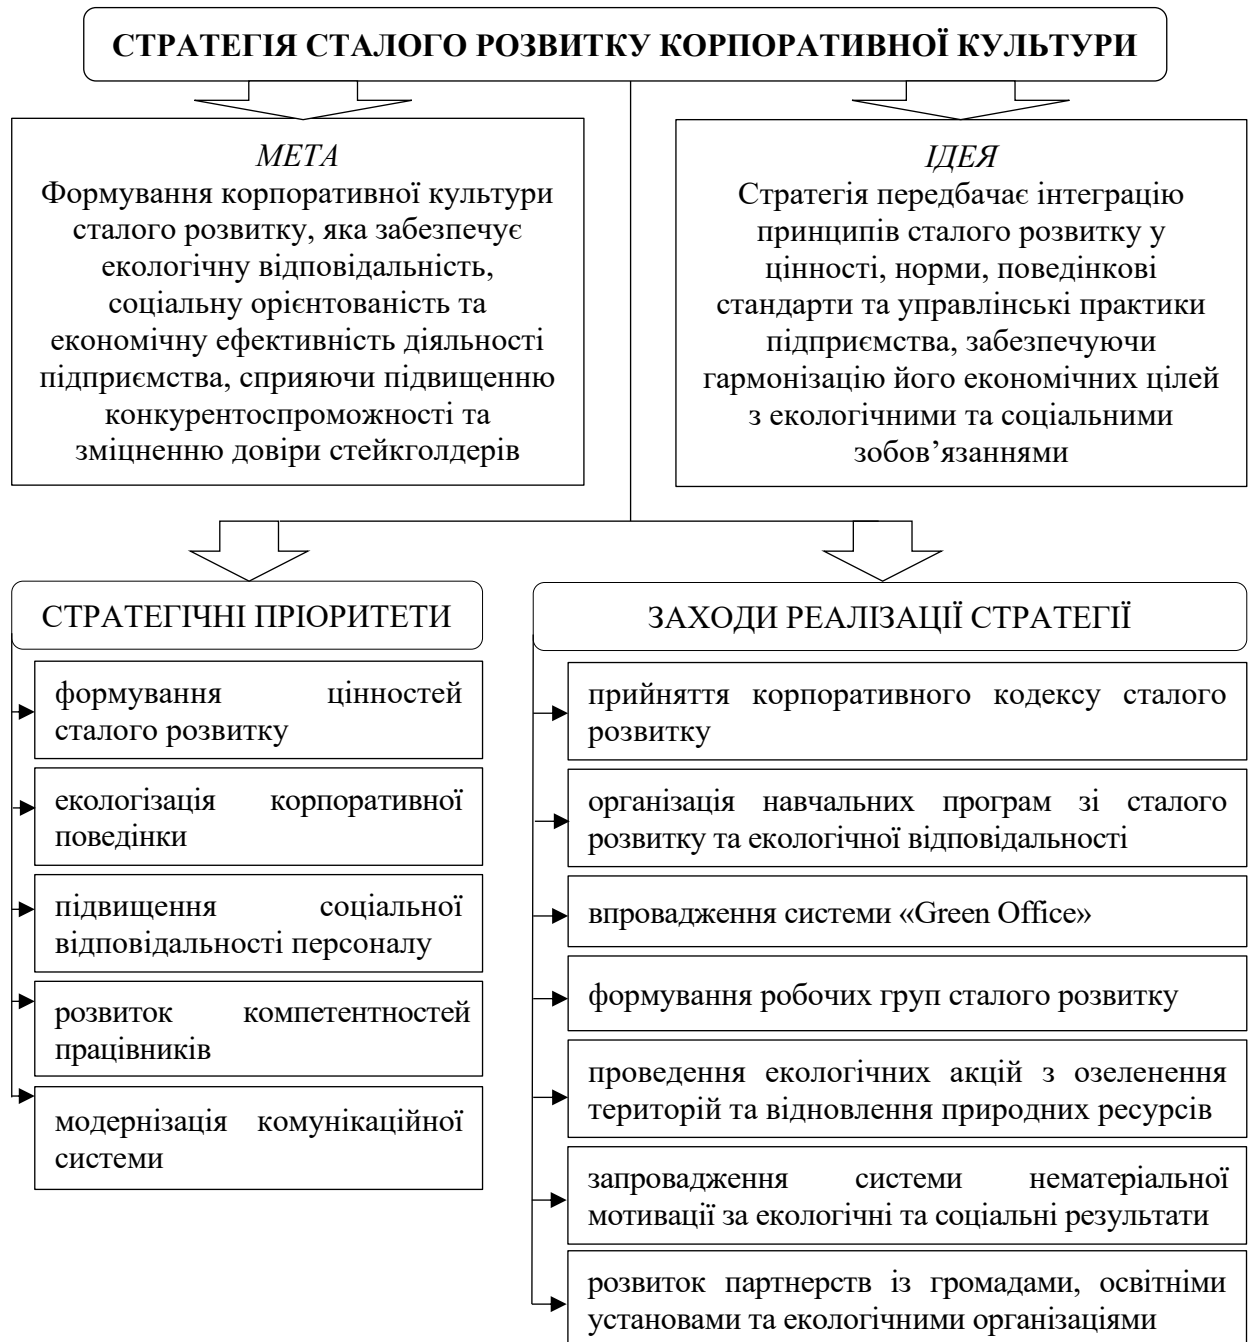 СТРАТЕГІЯ СТАЛОГО РОЗВИТКУ КОРПОРАТИВНОЇ КУЛЬТУРИ
МЕТА
Формування корпоративної культури
сталого розвитку, яка забезпечує
екологічну відповідальність,
соціальну орієнтованість та
економічну ефективність діяльності
підприємства, сприяючи підвищенню
конкурентоспроможності та
зміцненню довіри стейкголдерів
ІДЕЯ
Стратегія передбачає інтеграцію
принципів сталого розвитку у
цінності, норми, поведінкові
стандарти та управлінські практики
підприємства, забезпечуючи
гармонізацію його економічних цілей
з екологічними та соціальними
зобов’язаннями
СТРАТЕГІЧНІ ПРІОРИТЕТИ
формування цінностей
сталого розвитку
екологізація корпоративної
поведінки
підвищення соціальної
відповідальності персоналу
розвиток компетентностей
працівників
модернізація комунікаційної
системи
ЗАХОДИ РЕАЛІЗАЦІЇ СТРАТЕГІЇ
прийняття корпоративного кодексу сталого
розвитку
організація навчальних програм зі сталого
розвитку та екологічної відповідальності
впровадження системи «Green Office»
формування робочих груп сталого розвитку
проведення екологічних акцій з озеленення
територій та відновлення природних ресурсів
запровадження системи нематеріальної
мотивації за екологічні та соціальні результати
розвиток партнерств із громадами, освітніми
установами та екологічними організаціями